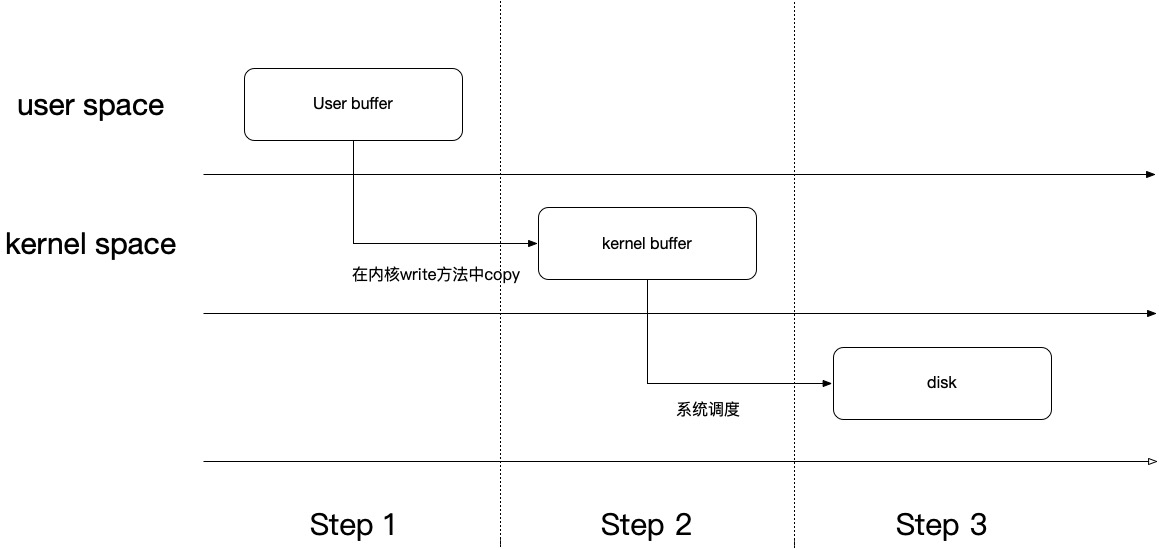 user space
User buffer
kernel space
kernel buffer
在内核write方法中copy
disk
系统调度
Step 1
Step 2
Step 3